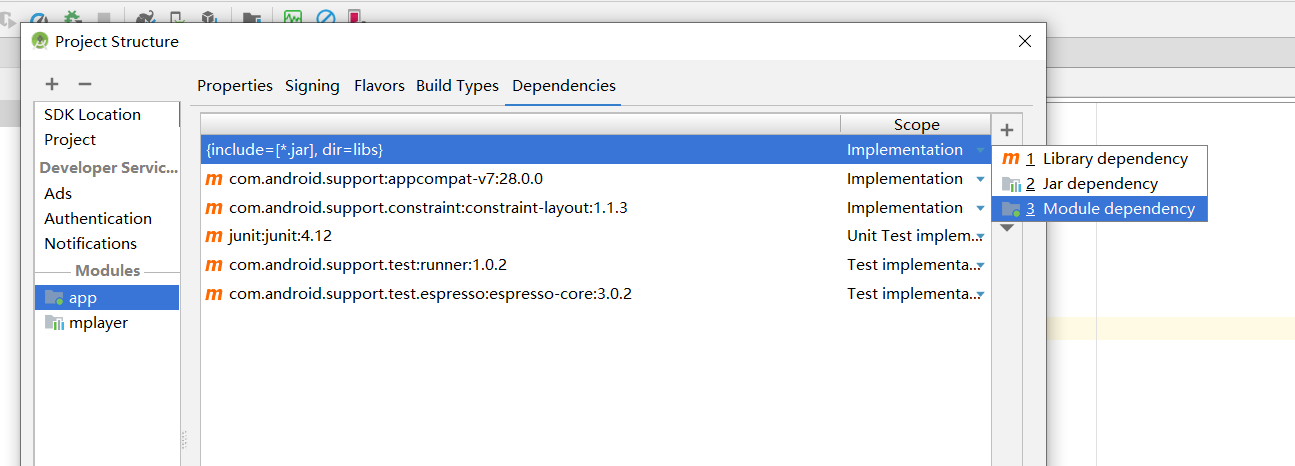 Project Structure
Properties Signing Flavors Build Types Dependencies
SDK Location
Project
Developer Servic...
Ads
Authentication
Notifications
Modules
app
mplayer
Scope
{include=[*.jar], dir=libs} Implementation
m com.android.support:appcompat-v7:28.0.0 Implementation
m com.android.support.constraint:constraint-layout:1.1.3 Implementation
m junit:junit:4.12 Unit Test implem...
m com.android.support.test:runner:1.0.2 Test implementa...
m com.android.support.test.espresso:espresso-core:3.0.2 Test implementa...
m 1 Library dependency
2 Jar dependency
3 Module dependency